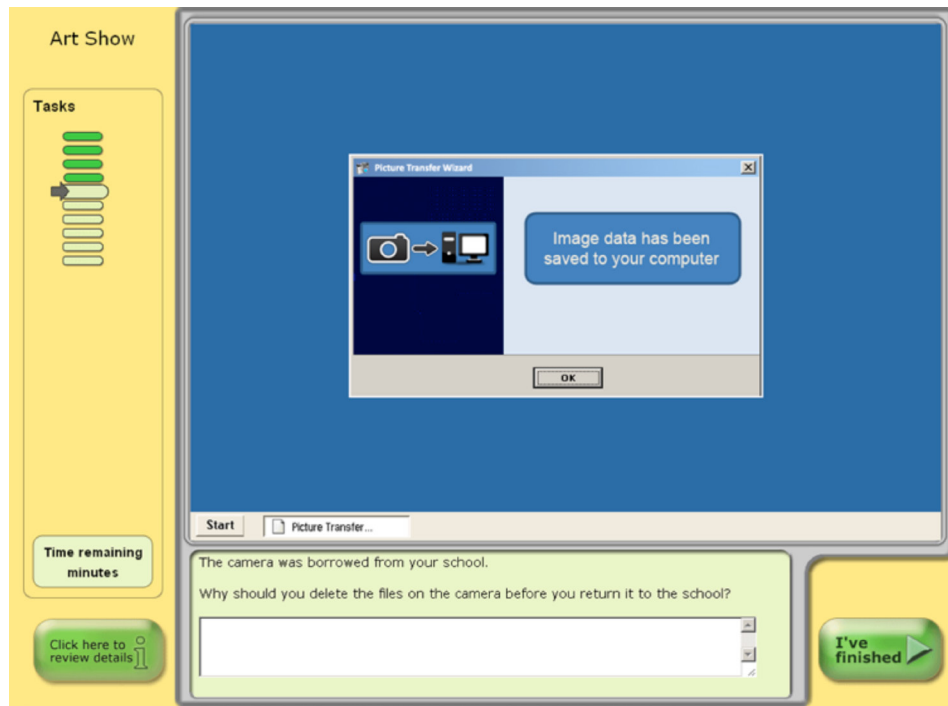 Art Show
Tasks
Picture Transfer Wizard
Image data has been
saved to your computer
OK
Start
Picture Transfer...
Time remaining
minutes
The camera was borrowed from your school.
Why should you delete the files on the camera before you return it to the school?
Click here to
review details
I've
finished